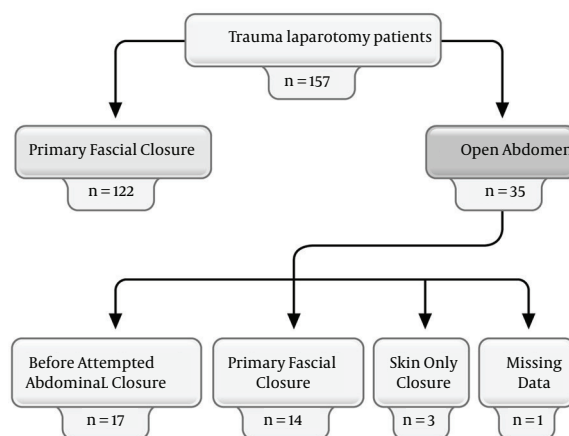 Trauma laparotomy patients
n = 157
Primary Fascial Closure
n = 122
Open Abdomen
n = 35
Before Attempted
AbdominaL Closure
n = 17
Primary Fascial
Closure
n = 14
Skin Only
Closure
n = 3
Missing
Data
n = 1